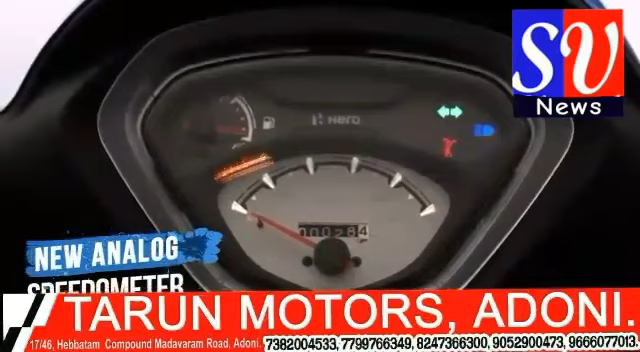 SV
News
Hero
000284
NEW ANALOG
SPEEDOMETER
TARUN MOTORS, ADONI.
17/46, Hebbatam Compound Madavaram Road, Adoni. 7382004533, 7799766349, 8247366300, 9052900473, 9666077013.